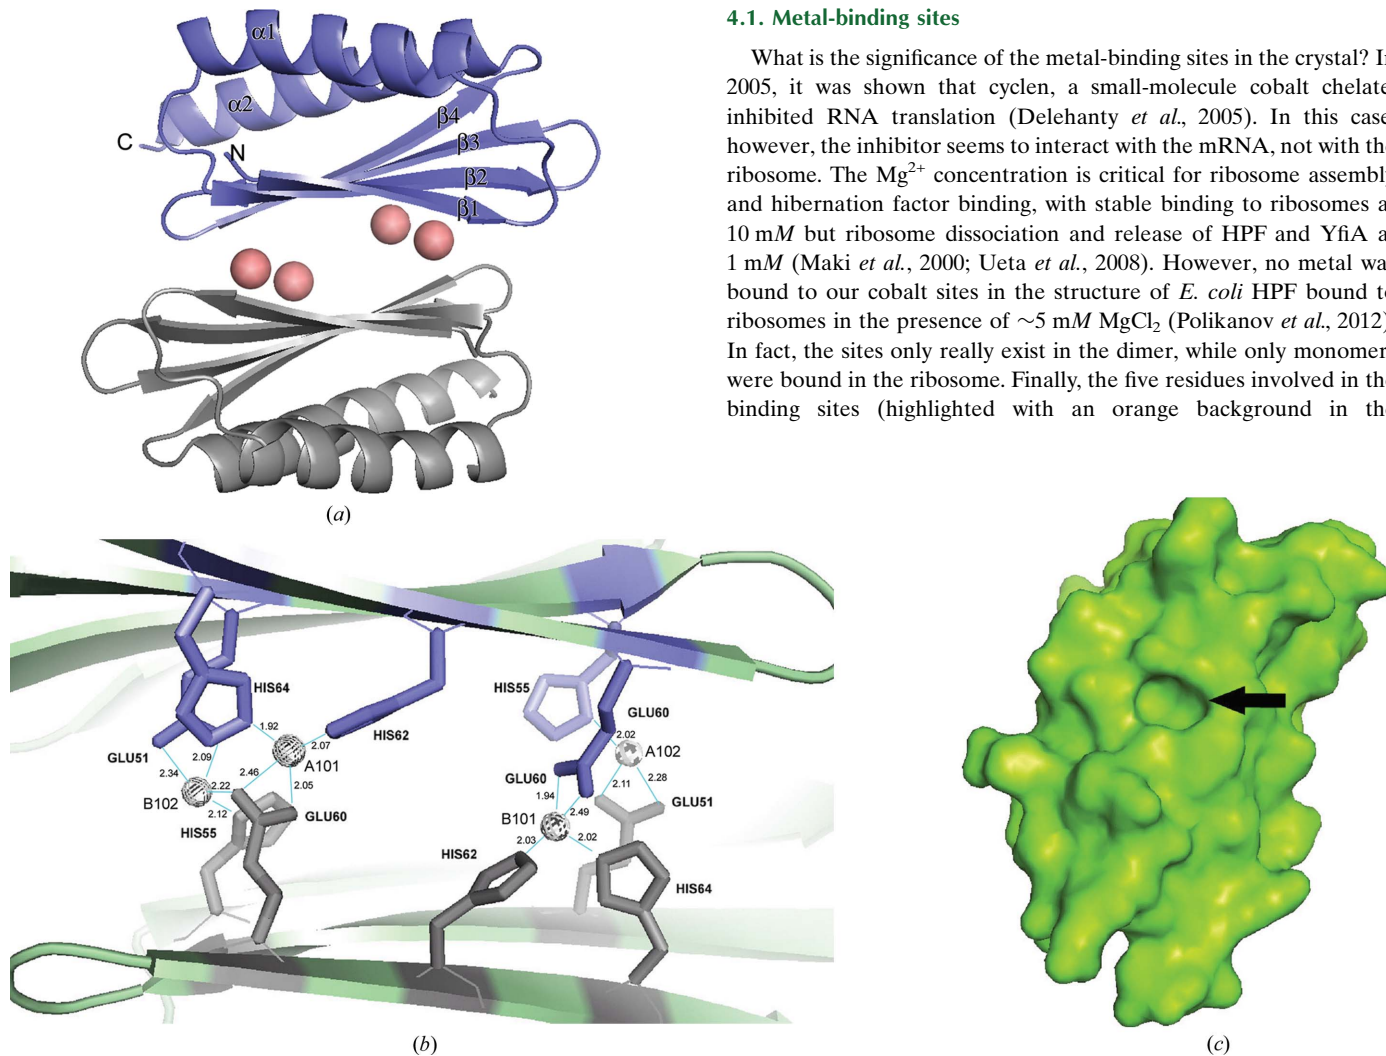 α1
α2
β4
C
N
β3
β2
β1
(a)
4.1. Metal-binding sites
What is the significance of the metal-binding sites in the crystal? I
2005, it was shown that cyclen, a small-molecule cobalt chelate
inhibited RNA translation (Delehanty et al., 2005). In this case
however, the inhibitor seems to interact with the mRNA, not with th
ribosome. The Mg2+ concentration is critical for ribosome assembl
and hibernation factor binding, with stable binding to ribosomes a
10 mM but ribosome dissociation and release of HPF and YfiA a
1 mM (Maki et al., 2000; Ueta et al., 2008). However, no metal wa
bound to our cobalt sites in the structure of E. coli HPF bound t
ribosomes in the presence of ∼5 mM MgCl2 (Polikanov et al., 2012)
In fact, the sites only really exist in the dimer, while only monomer
were bound in the ribosome. Finally, the five residues involved in th
binding sites (highlighted with an orange background in th
HIS64
1.92
HIS62
2.07
GLU51
2.09
A101
2.34
2.46
2.05
B102
2.22
2.12
HIS55
GLU60
HIS55
GLU60
2.02
A102
GLU60
2.28
2.11
1.94
GLU51
2.49
B101
2.02
2.03
HIS62
HIS64
(b)
(c)